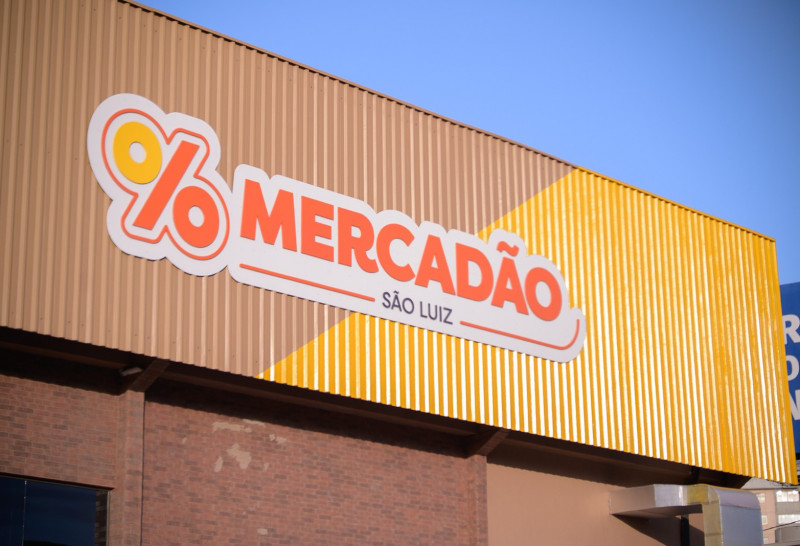 % MERCADÃO
SÃO LUIZ